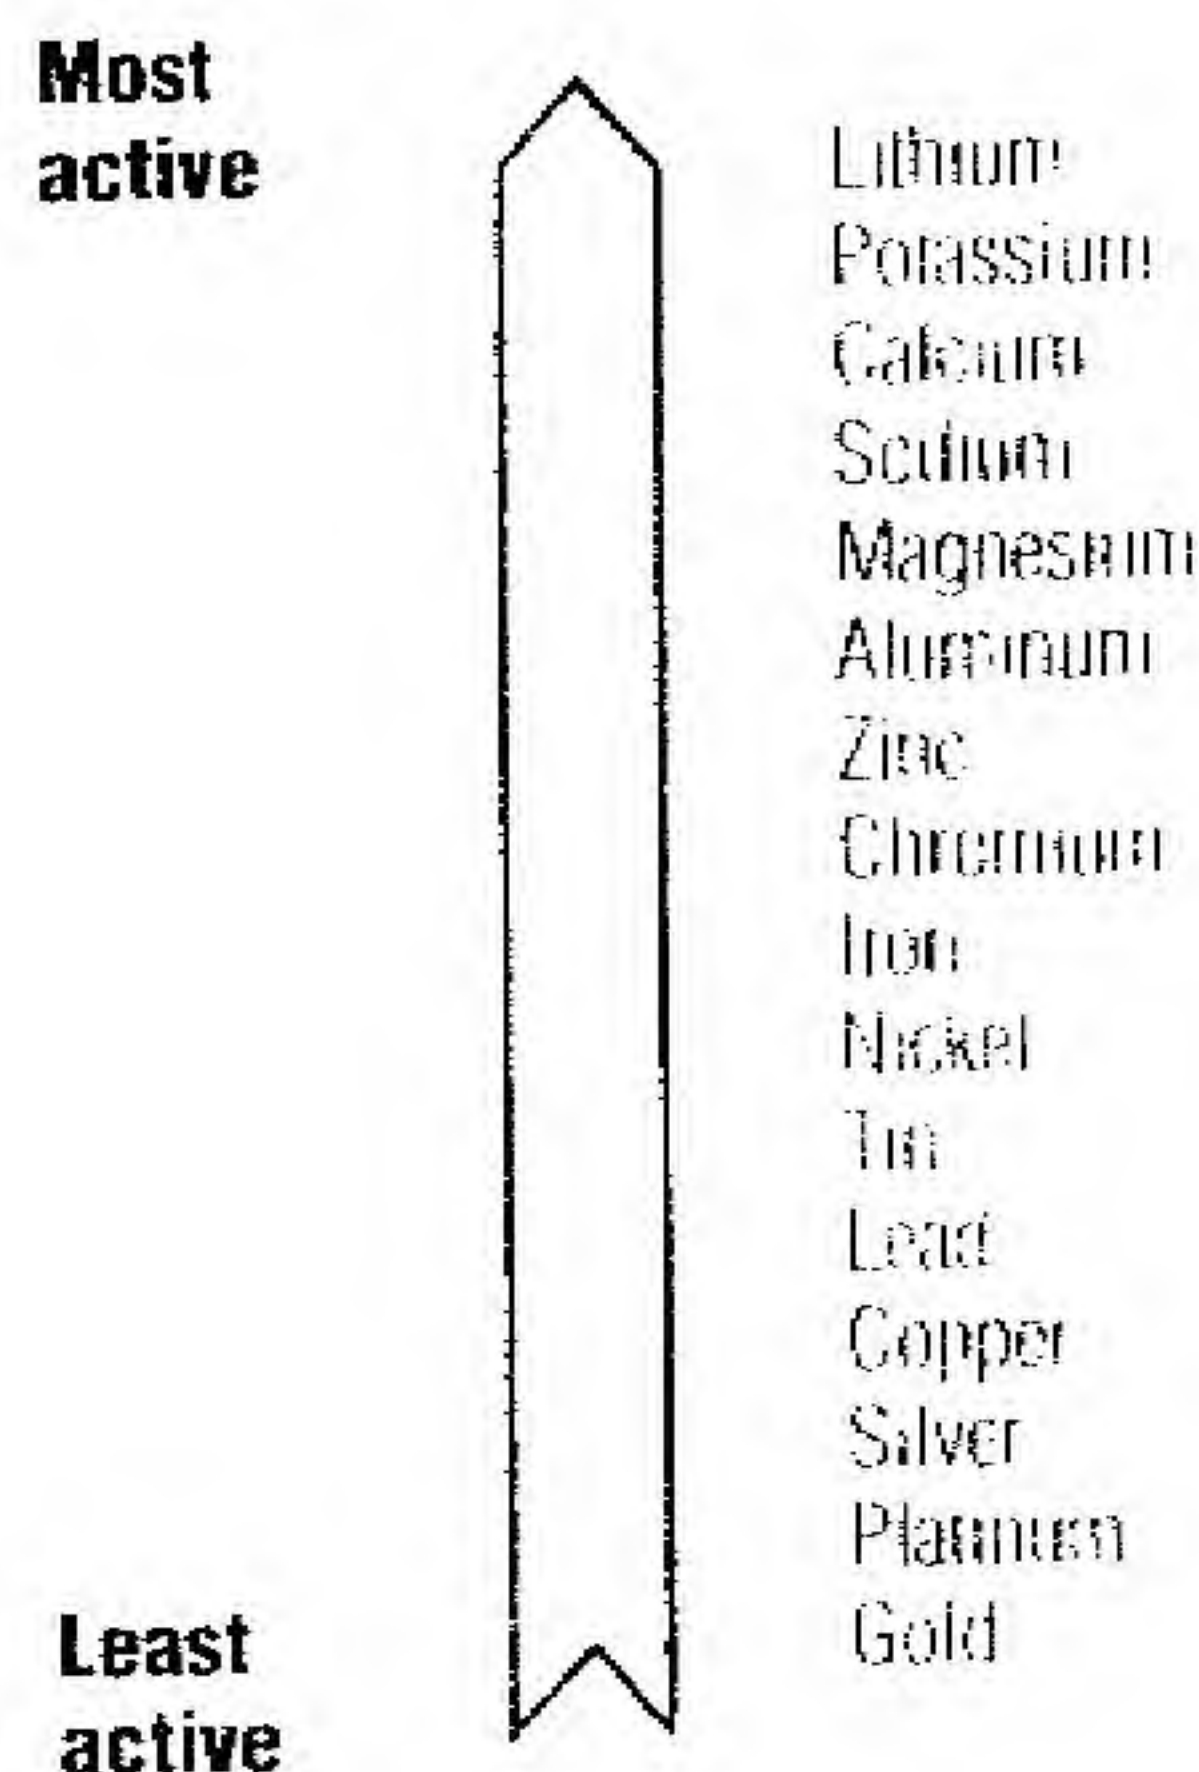 Most
active
Lithium
Potassium
Calcium
Sodium
Magnesium
Aluminum
Zinc
Chromium
Iron
Nickel
Tin
Lead
Copper
Silver
Platinum
Gold
Least
active